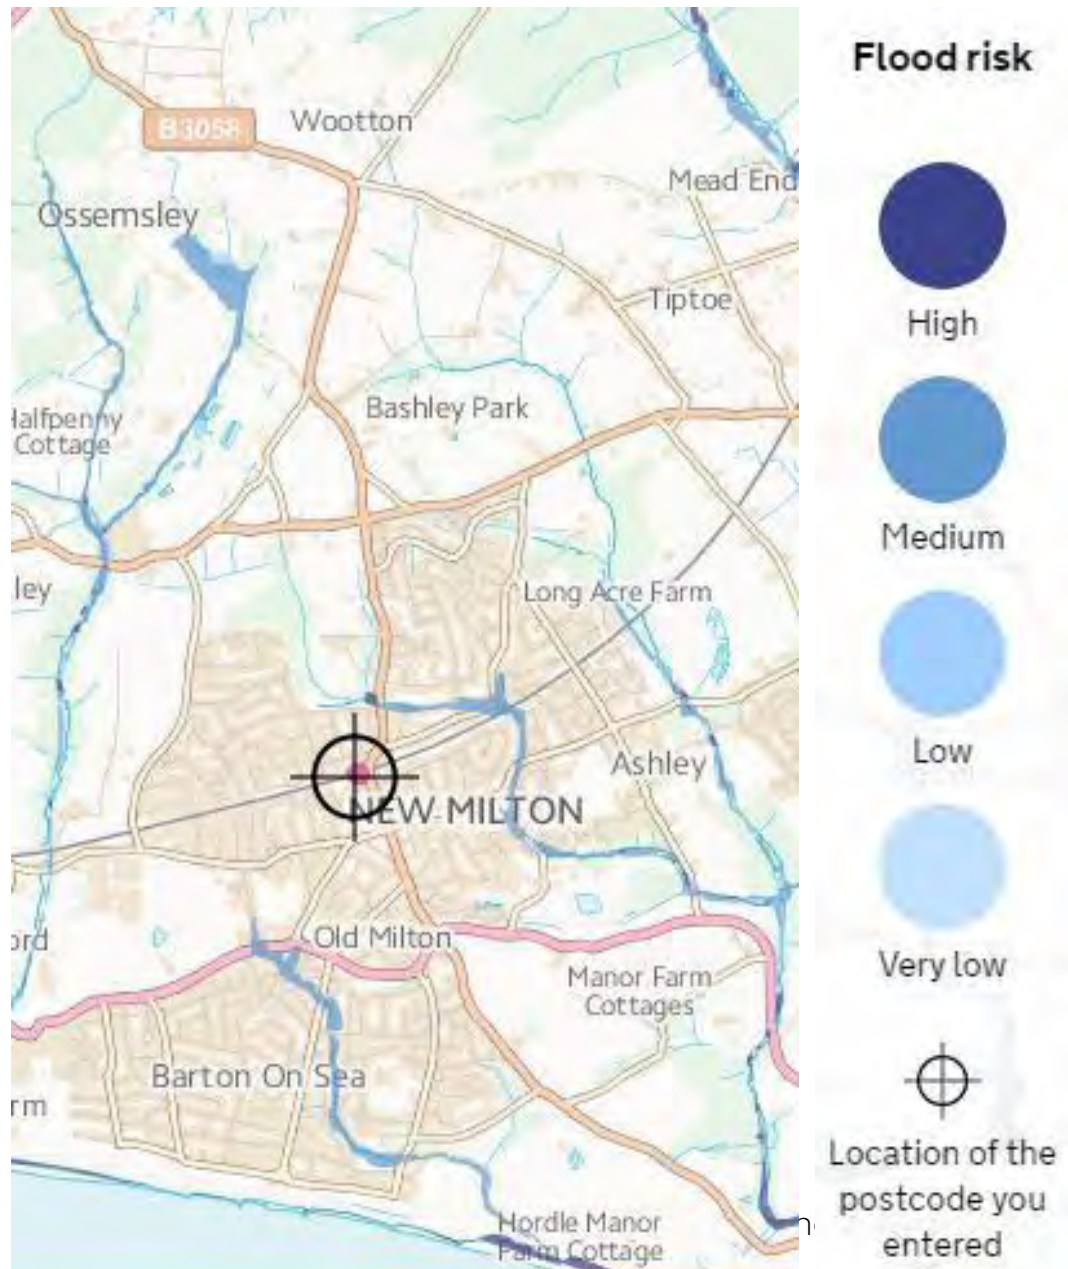 Flood risk
B3058
Wootton
Mead End
Ossemsley
Tiptoe
High
Halfpenny
Cottage
Bashley Park
Medium
ley
Long Acre Farm
Low
Ashley
NEW MILTON
ord
Old Milton
Manor Farm
Cottages
Very low
Barton On Sea
rm
Location of the
postcode you
entered
Hordle Manor
Farm Cottage